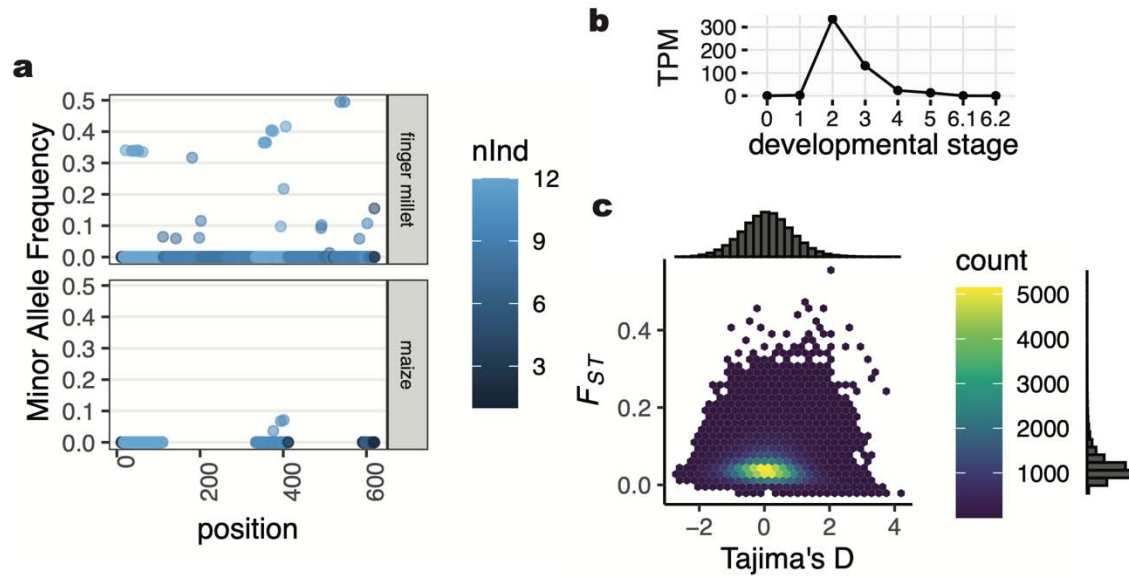 a
Minor Allele Frequency
0.5
0.4
0.3
0.2
0.1
0.0
finger millet
0.5
0.4
0.3
0.2
0.1
0.0
maize
0
200
400
600
position
nInd
12
9
6
3
b
TPM
300
200
100
0
0 1 2 3 4 5 6.1 6.2
developmental stage
c
FST
0.4
0.2
0.0
−2 0 2 4
Tajima's D
count
5000
4000
3000
2000
1000